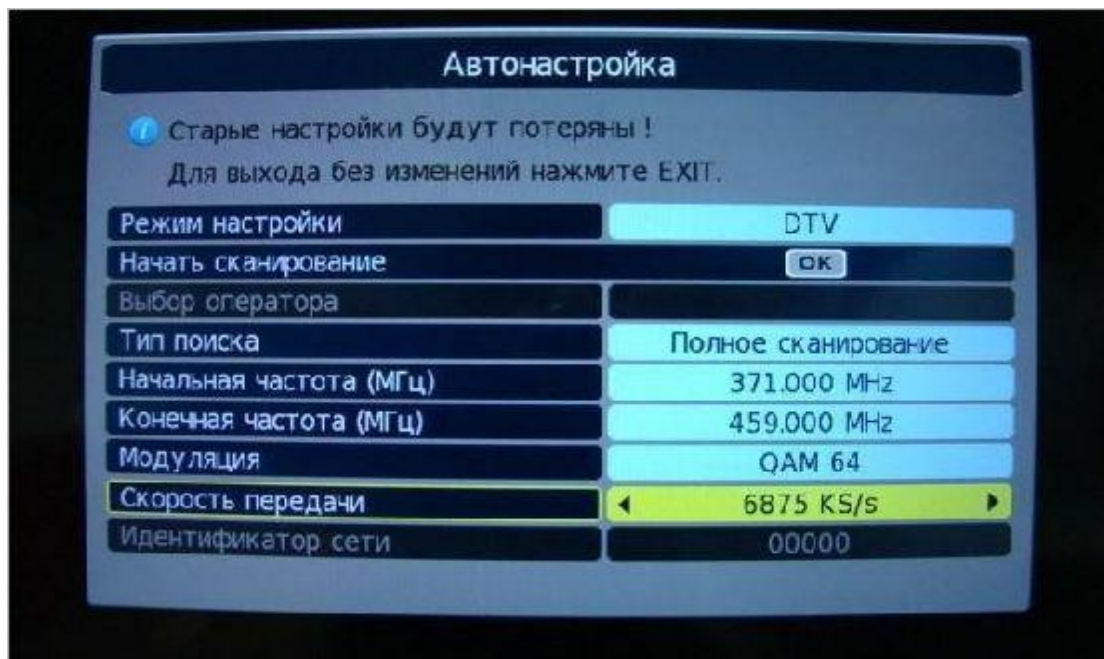 Автонастройка
Старые настройки будут потеряны !
Для выхода без изменений нажмите EXIT.
Режим настройки DTV
Начать сканирование OK
Выбор оператора
Тип поиска Полное сканирование
Начальная частота (МГц) 371.000 MHz
Конечная частота (МГц) 459.000 MHz
Модуляция QAM 64
Скорость передачи 6875 KS/s
Идентификатор сети 00000